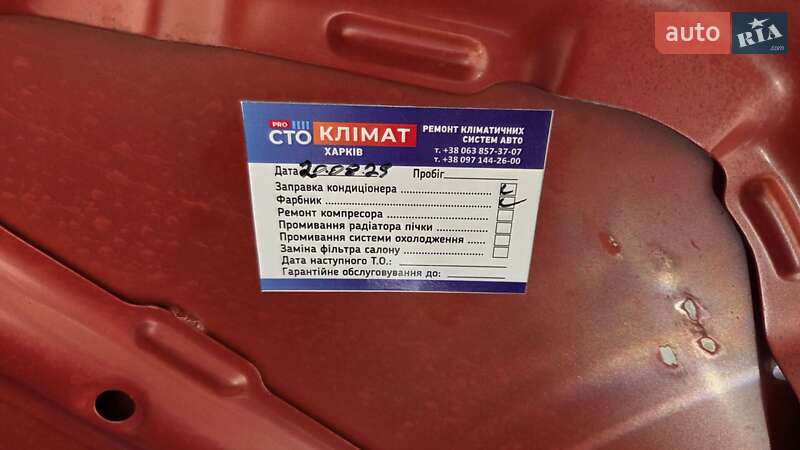 auto RIA .com
PRO
СТО КЛІМАТ
ХАРКІВ
РЕМОНТ КЛІМАТИЧНИХ
СИСТЕМ АВТО
т. +38 063 857-37-07
т. +38 097 144-26-00
Дата Пробіг
Заправка кондиціонера
Фарбник
Ремонт компресора
Промивання радіатора пічки
Промивання системи охолодження
Заміна фільтра салону
Дата наступного Т.О.:
Гарантійне обслуговування до: